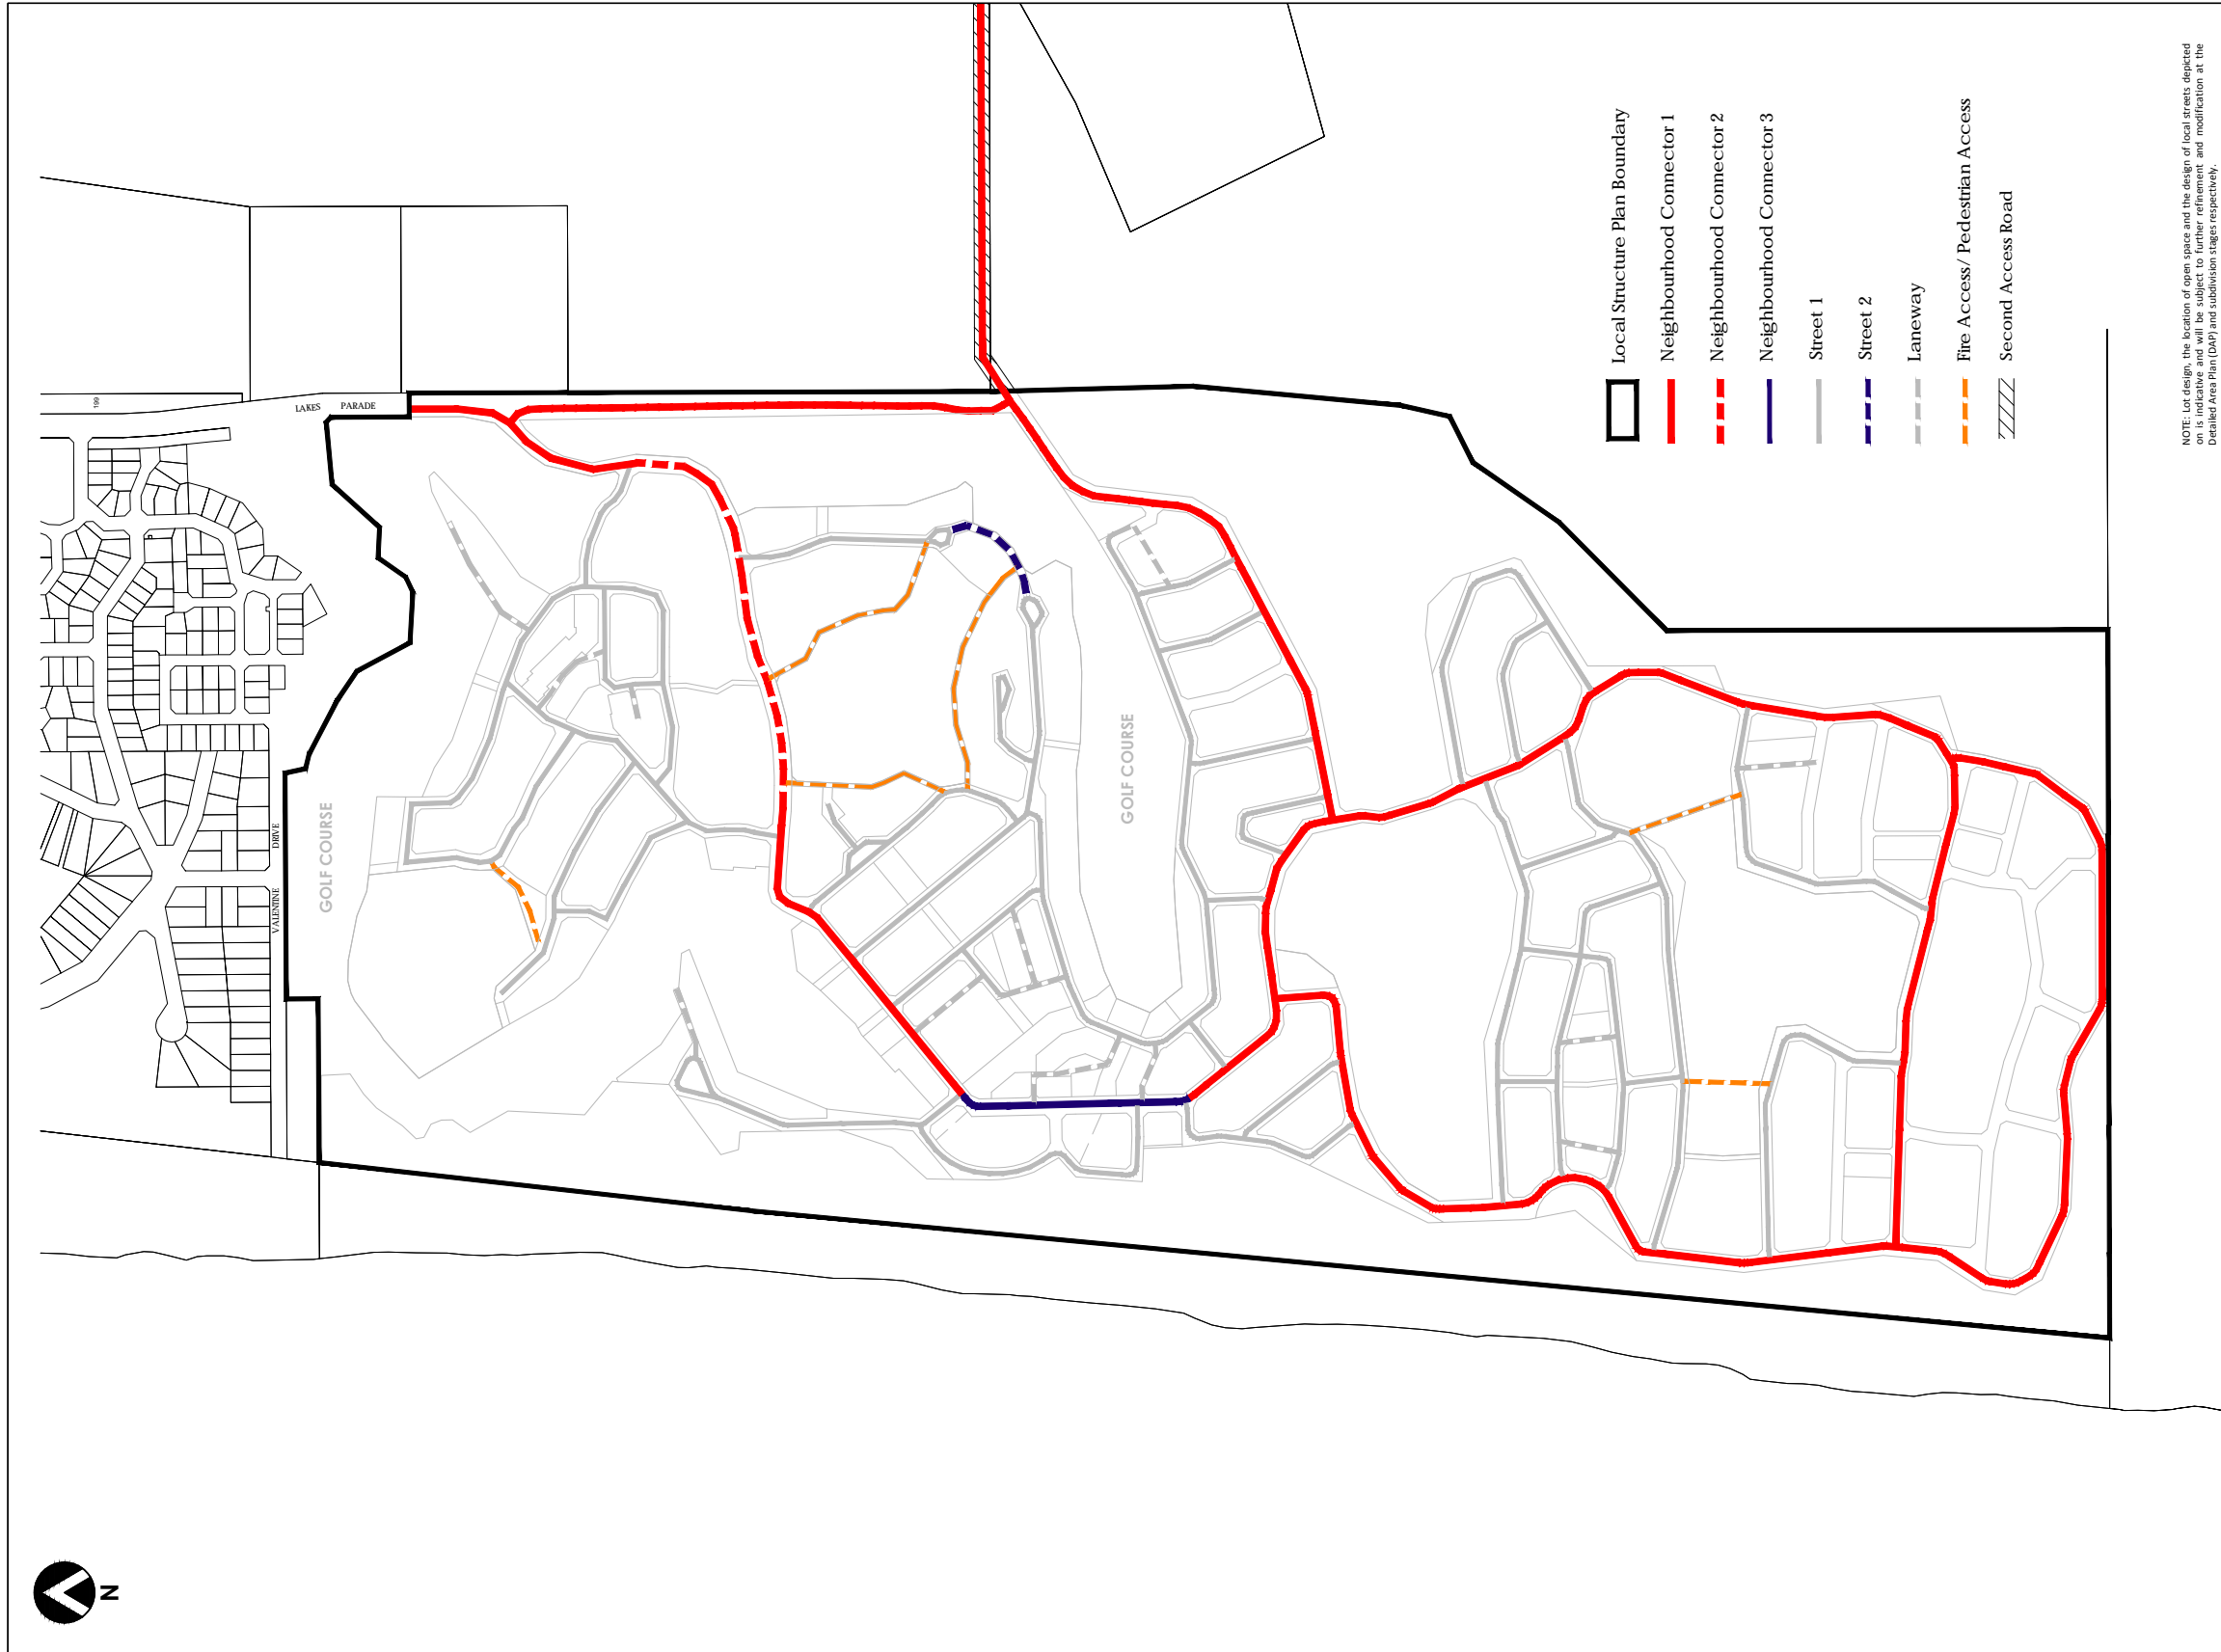 199
LAKES PARADE
VALENTINE DRIVE
GOLF COURSE
GOLF COURSE
Local Structure Plan Boundary
Neighbourhood Connector 1
Neighbourhood Connector 2
Neighbourhood Connector 3
Street 1
Street 2
Laneway
Fire Access/ Pedestrian Access
Second Access Road
NOTE: Lot design, the location of open space and the design of local streets depicted
on is indicative and will be subject to further refinement and modification at the
Detailed Area Plan (DAP) and subdivision stages respectively.
N